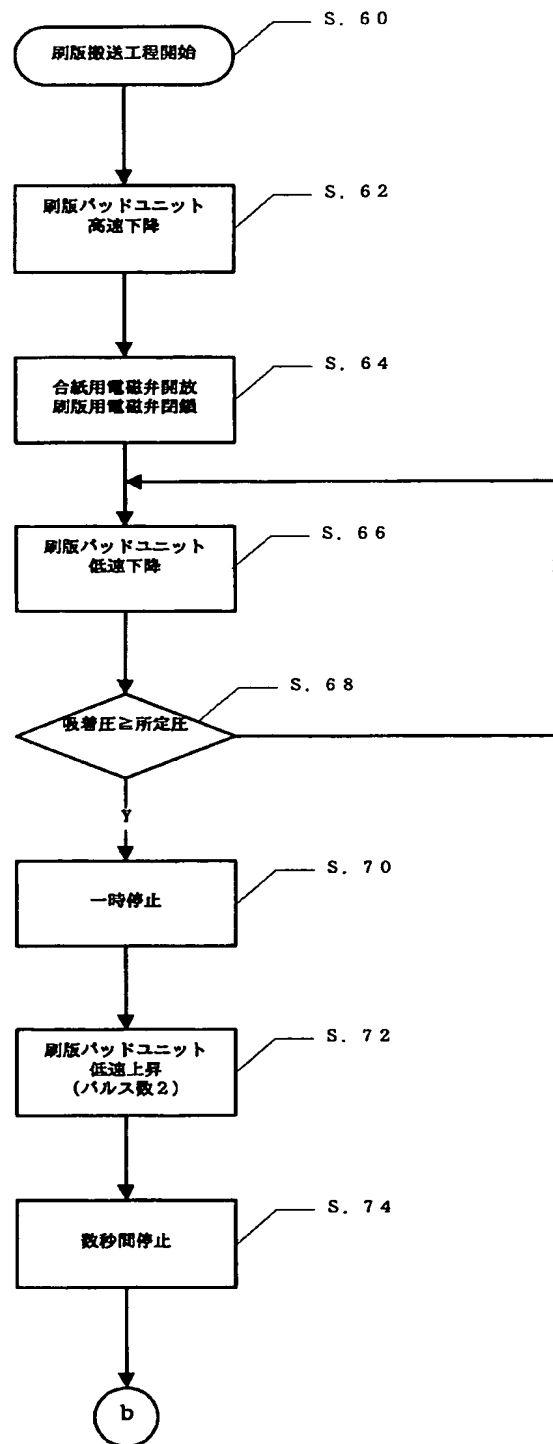 刷版搬送工程開始
S. 60
刷版パッドユニット
高速下降
S. 62
合紙用電磁弁開放
刷版用電磁弁閉鎖
S. 64
刷版パッドユニット
低速下降
S. 66
吸着圧≧所定圧
S. 68
Y
一時停止
S. 70
刷版パッドユニット
低速上昇
(パルス数2)
S. 72
数秒間停止
S. 74
b